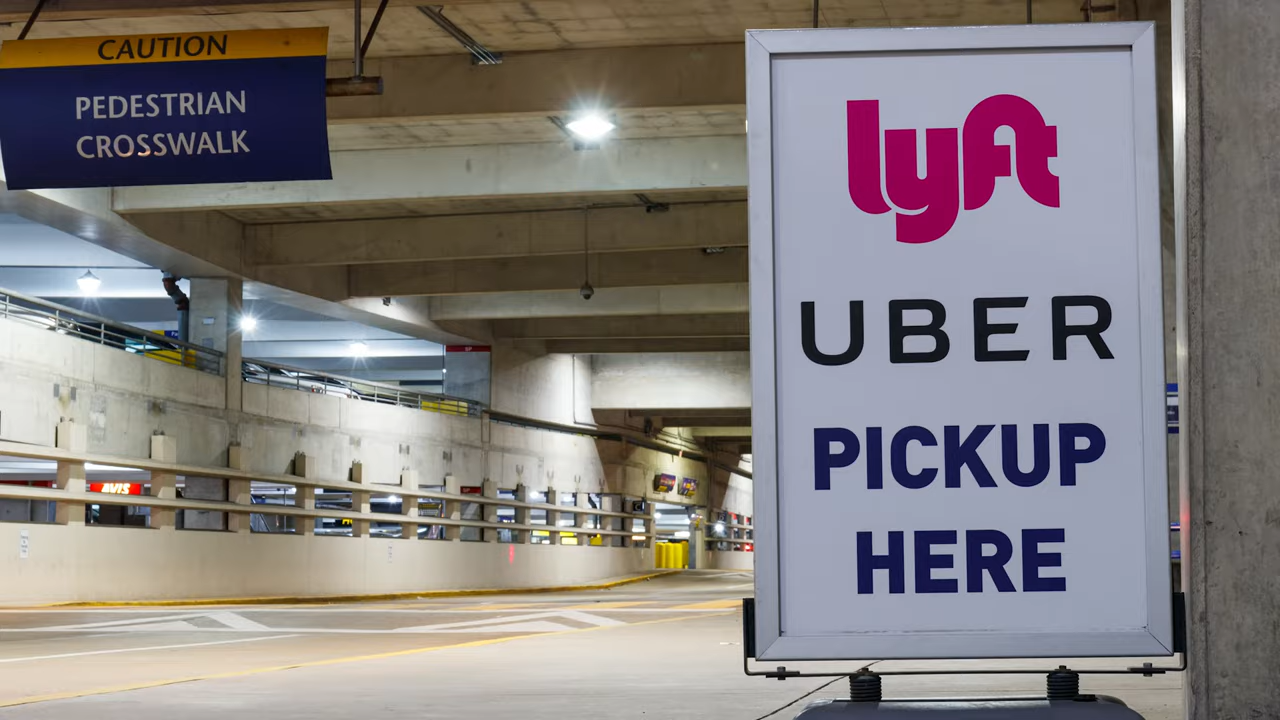 CAUTION
PEDESTRIAN
CROSSWALK
lyft
UBER
PICKUP
HERE
AVIS